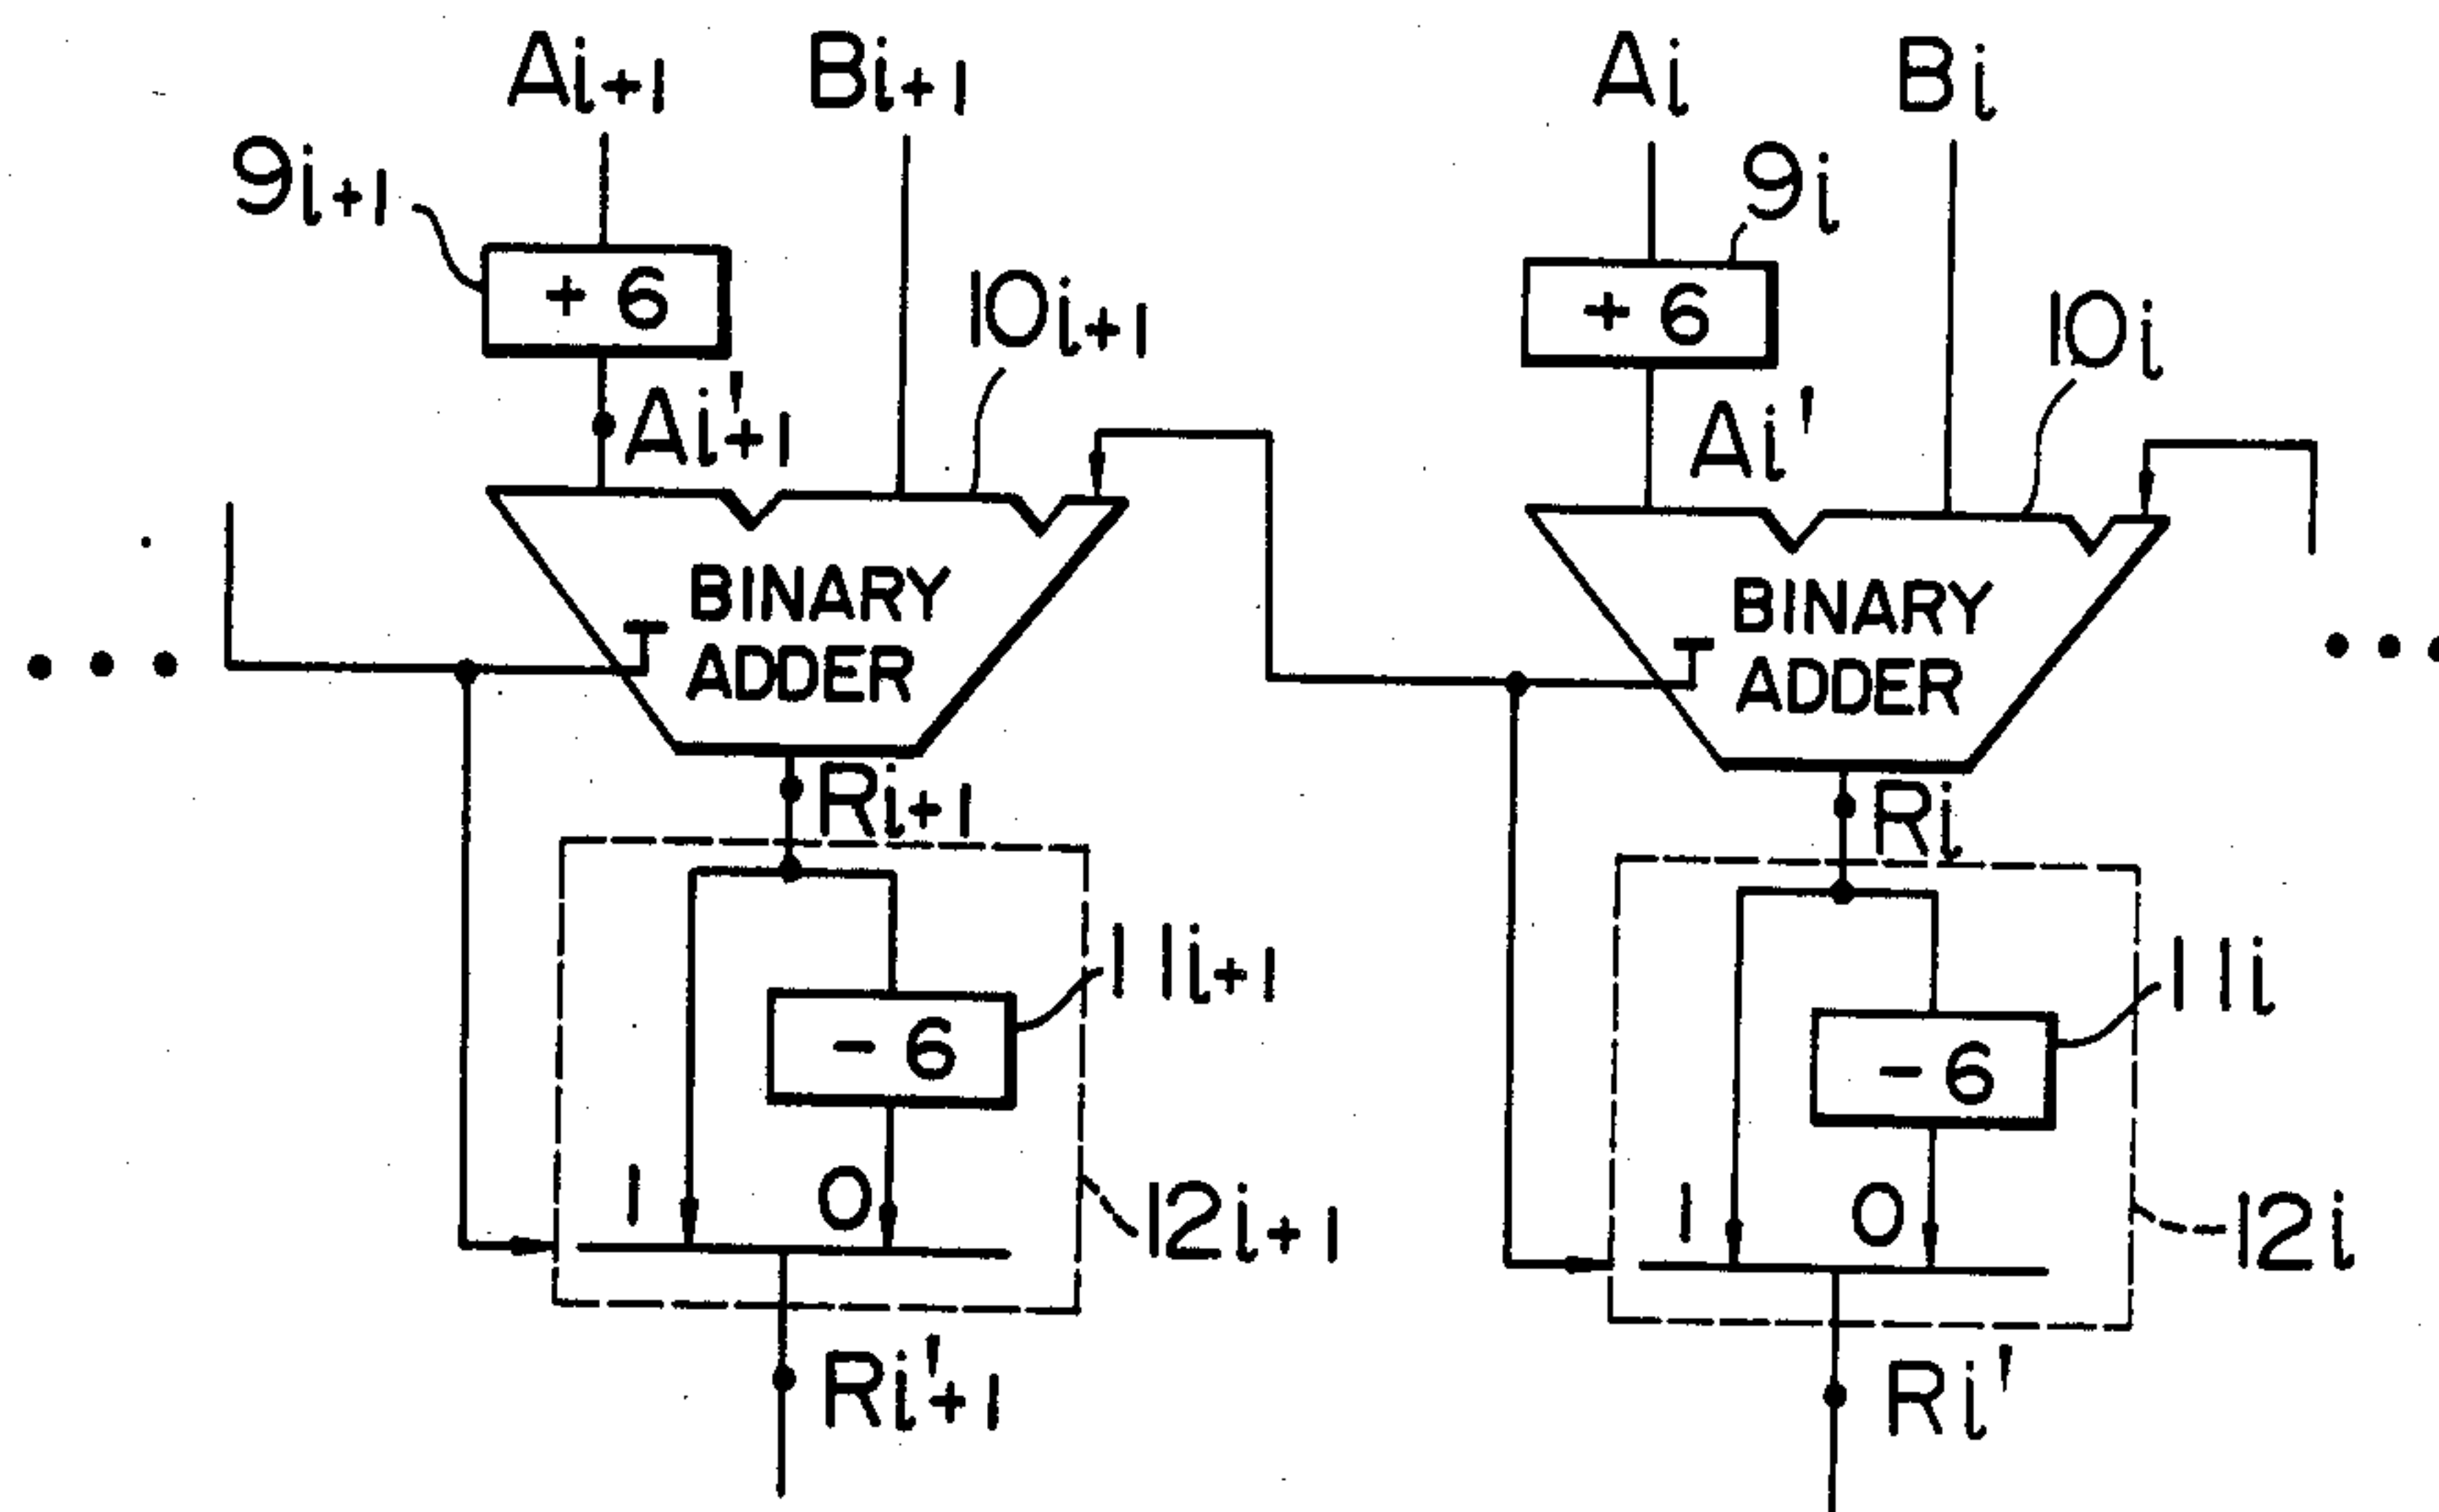 Ai+1 Bi+1 Ai Bi
9i+1 9i
+ 6 + 6
10i+1 10i
Ai'+1 Ai'
BINARY BINARY
ADDER ADDER
• • • • • •
Ri+1 Ri
11i+1 11i
- 6 - 6
1 0 12i+1 1 0 12i
Ri'+1 Ri'